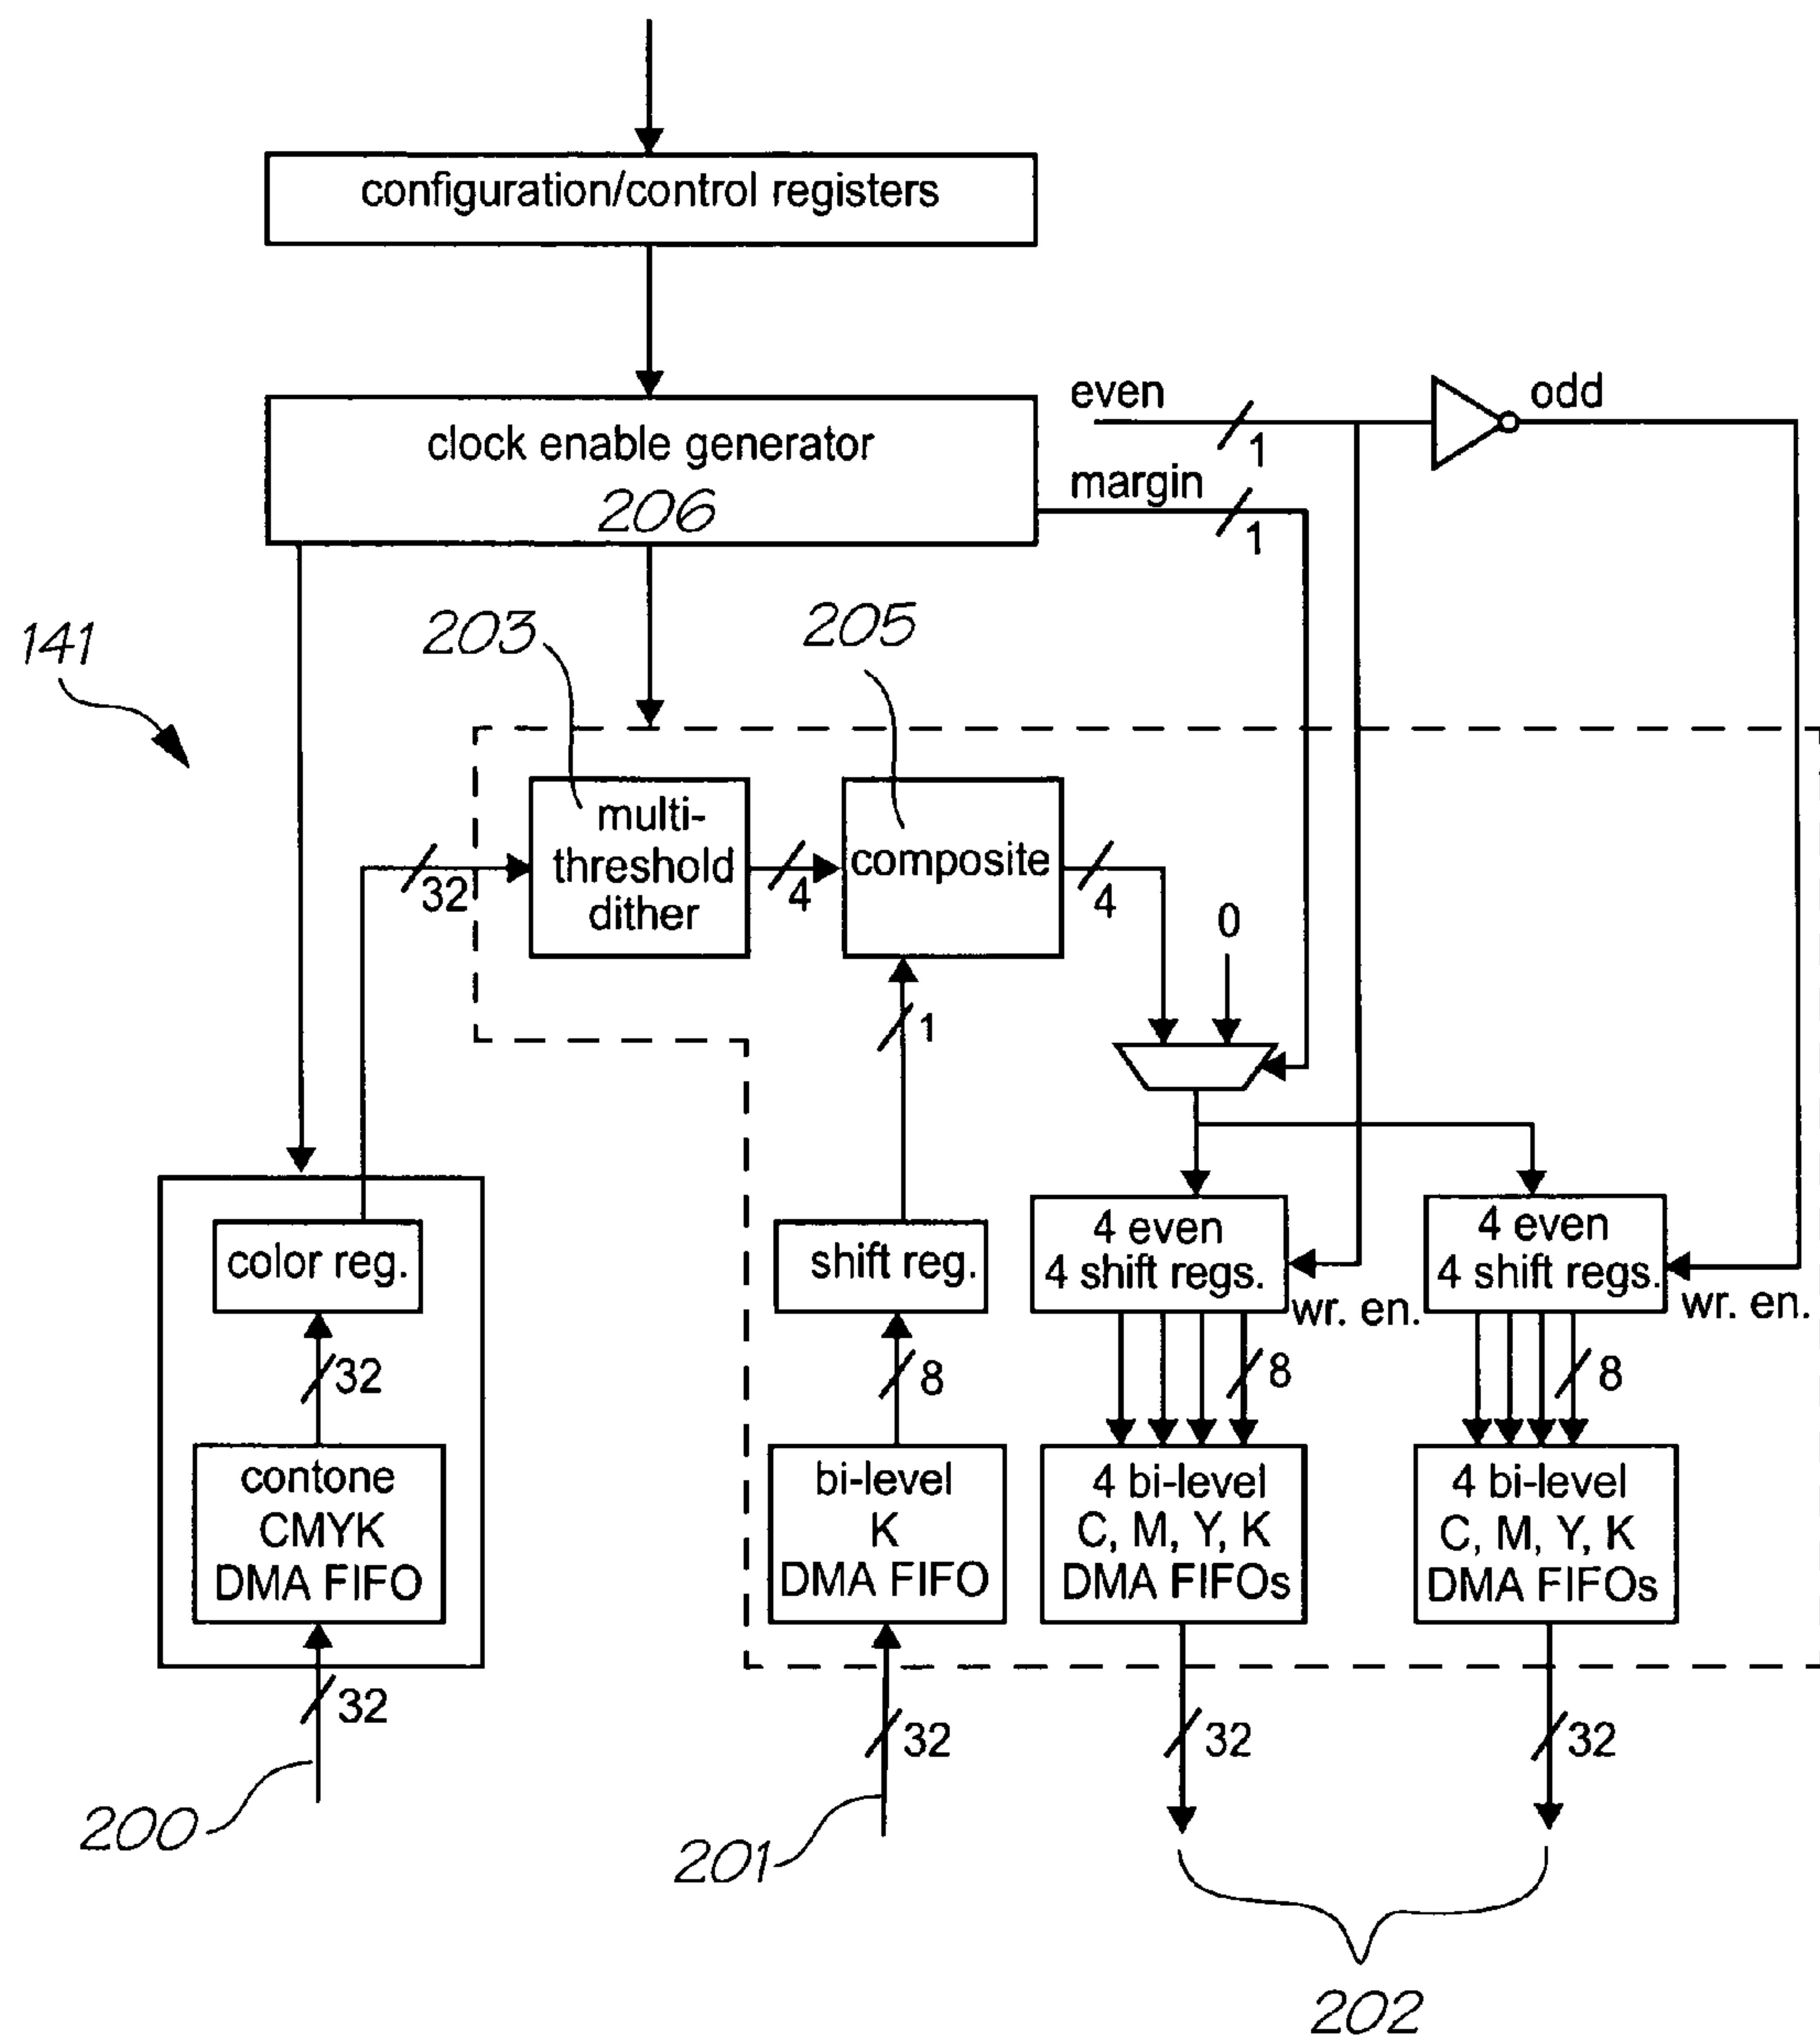 configuration/control registers
clock enable generator
206
even
1
odd
margin
1
141
203
205
multi-
threshold
dither
32
4
composite
4
0
1
color reg.
shift reg.
4 even
4 shift regs.
wr. en.
4 even
4 shift regs.
wr. en.
32
8
8
8
contone
CMYK
DMA FIFO
bi-level
K
DMA FIFO
4 bi-level
C, M, Y, K
DMA FIFOs
4 bi-level
C, M, Y, K
DMA FIFOs
32
32
32
32
200
201
202